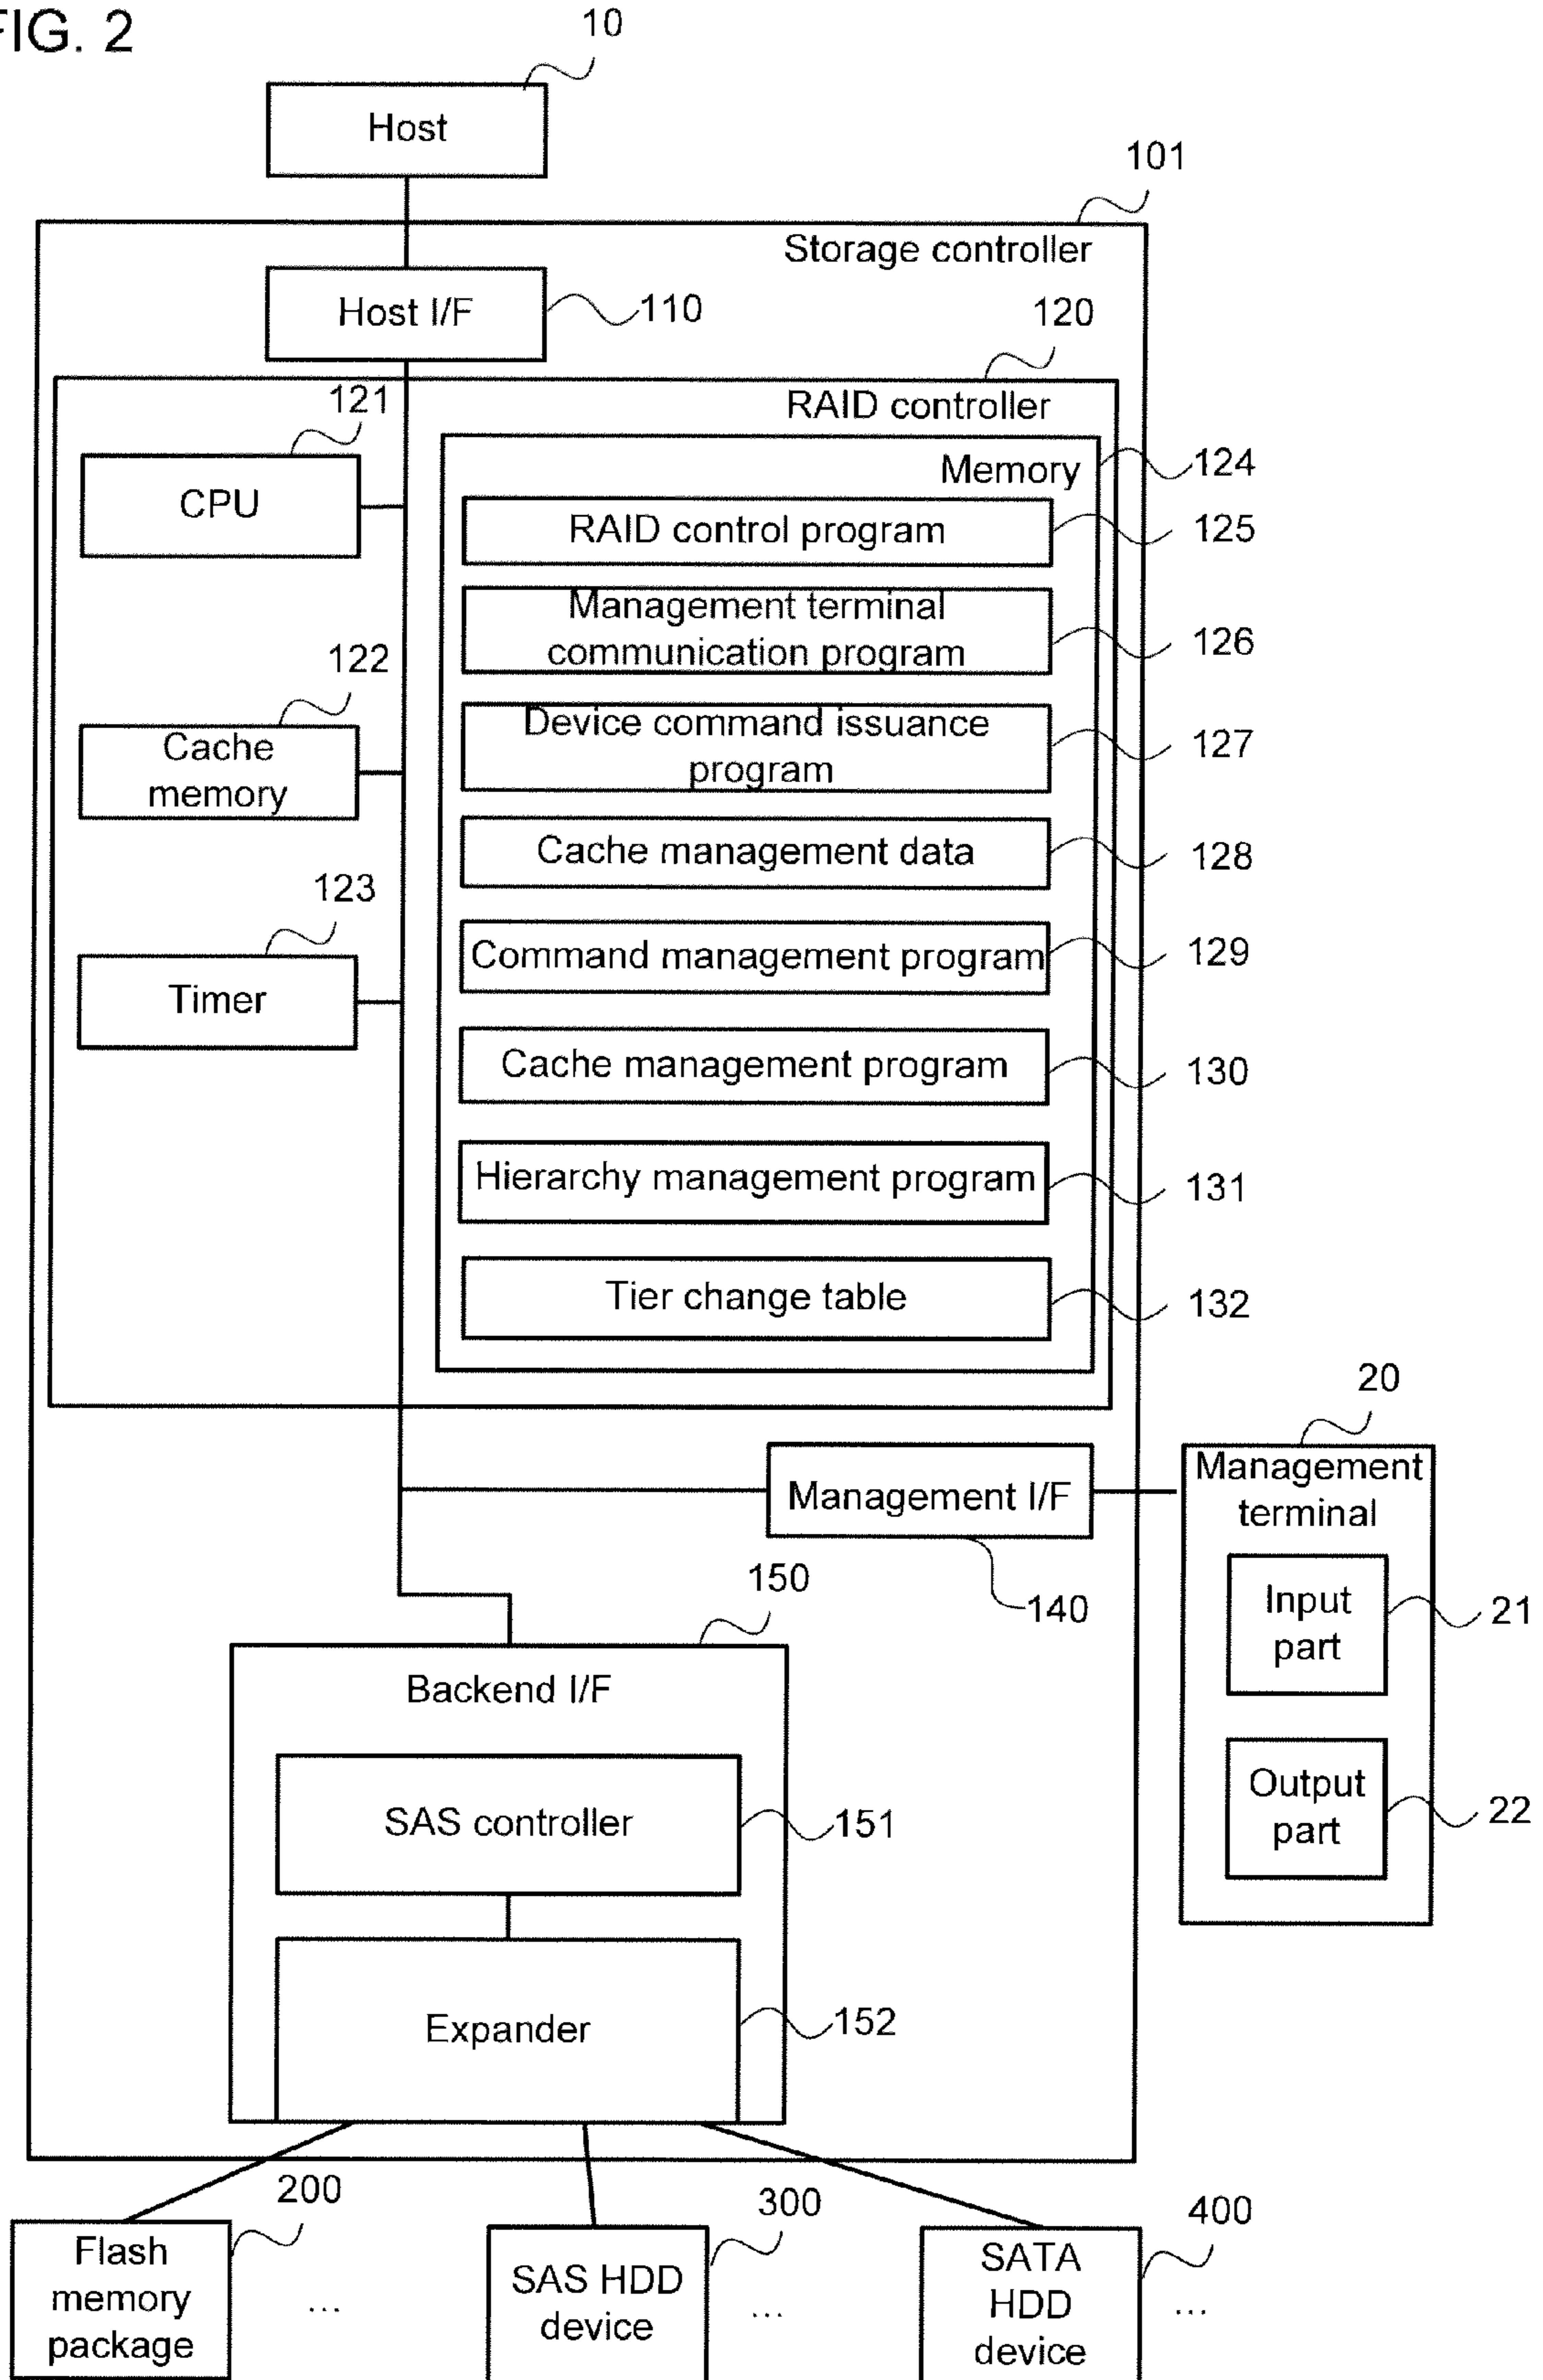 FIG. 2
10
Host
101
Storage controller
Host I/F
110
120
RAID controller
121
CPU
Memory
124
RAID control program
125
Management terminal
communication program
126
122
Cache
memory
Device command issuance
program
127
Cache management data
128
123
Timer
Command management program
129
Cache management program
130
Hierarchy management program
131
Tier change table
132
20
Management
terminal
Management I/F
140
Input
part
21
Output
part
22
150
Backend I/F
SAS controller
151
Expander
152
200
Flash
memory
package
...
300
SAS HDD
device
...
400
SATA
HDD
device
...